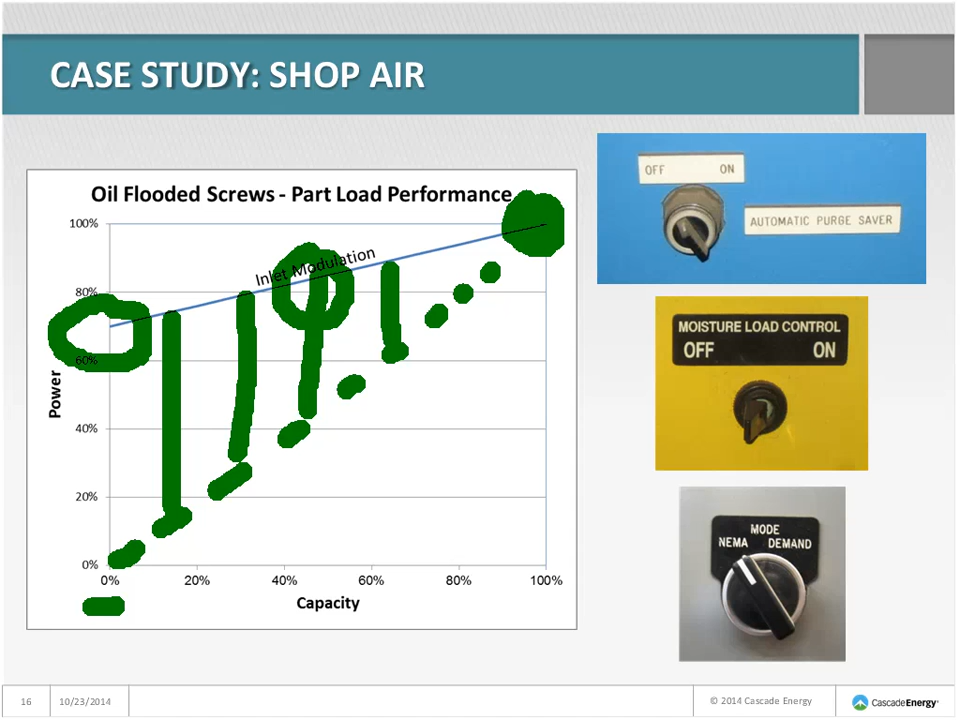 CASE STUDY: SHOP AIR
Oil Flooded Screws - Part Load Performance
100%
80%
60%
40%
20%
0%
Power
Inlet Modulation
0% 20% 40% 60% 80% 100%
Capacity
OFF ON
AUTOMATIC PURGE SAVER
MOISTURE LOAD CONTROL
OFF ON
MODE
NEMA DEMAND
16 10/23/2014 © 2014 Cascade Energy CascadeEnergy